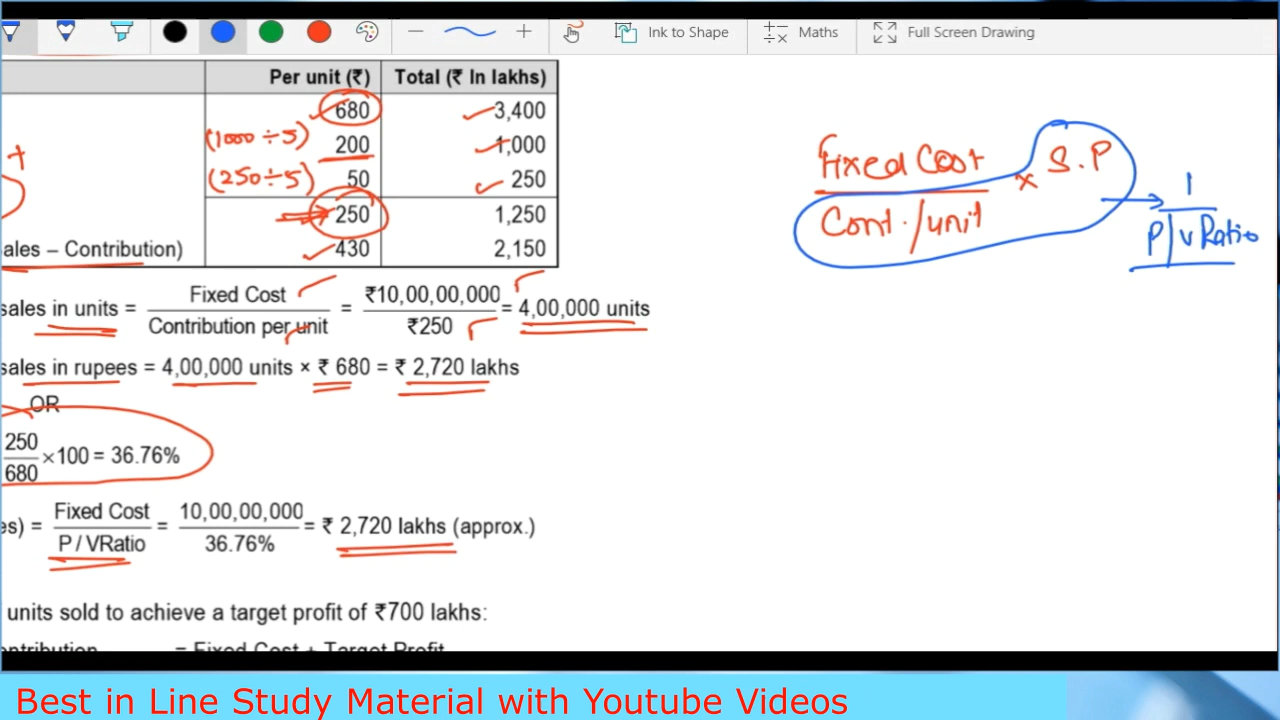 Ink to Shape Maths Full Screen Drawing
Per unit (₹) Total (₹ In lakhs)
680 3,400
(1000 ÷ 5) 200 1,000
(250 ÷ 5) 50 250
250 1,250
ales – Contribution) 430 2,150
+
Fixed Cost × S.P
Cont./unit
1
P/V Ratio
sales in units = Fixed Cost / Contribution per unit = ₹10,00,00,000 / ₹250 = 4,00,000 units
sales in rupees = 4,00,000 units × ₹ 680 = ₹ 2,720 lakhs
OR
250 / 680 ×100 = 36.76%
es) = Fixed Cost / P / VRatio = 10,00,00,000 / 36.76% = ₹ 2,720 lakhs (approx.)
units sold to achieve a target profit of ₹700 lakhs:
ontribution = Fixed Cost + Target Profit
Best in Line Study Material with Youtube Videos